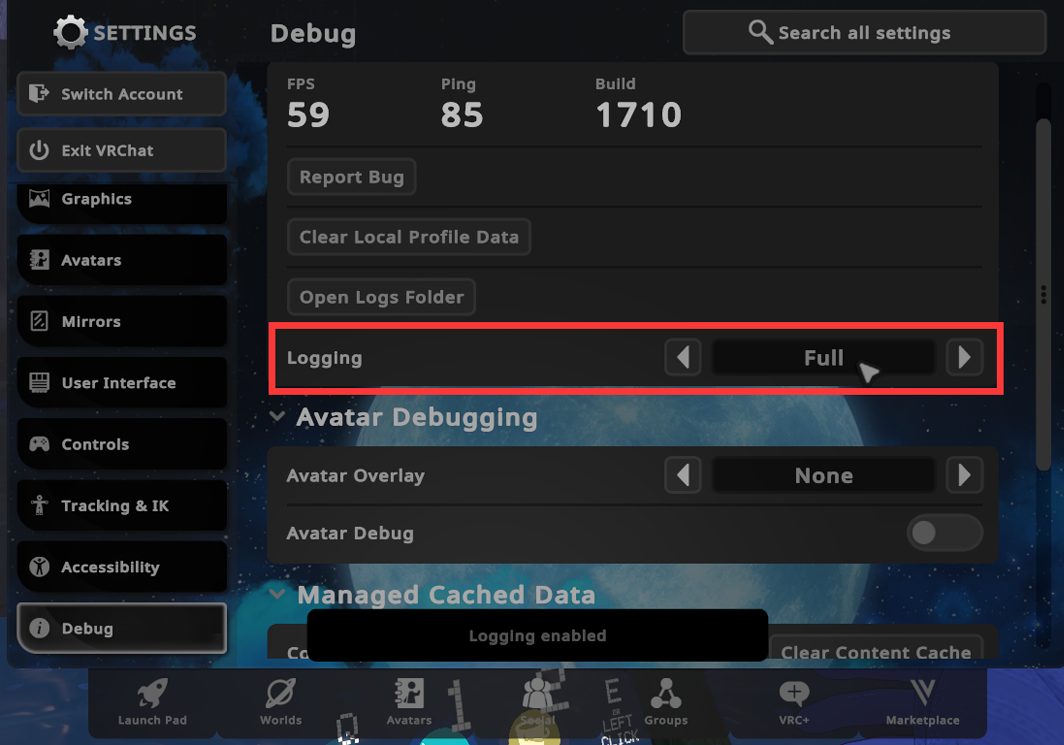 SETTINGS
Debug
Search all settings
Switch Account
Exit VRChat
Graphics
Avatars
Mirrors
User Interface
Controls
Tracking & IK
Accessibility
Debug
FPS
59
Ping
85
Build
1710
Report Bug
Clear Local Profile Data
Open Logs Folder
Logging
Full
Avatar Debugging
Avatar Overlay
None
Avatar Debug
Managed Cached Data
Co
Clear Content Cache
Logging enabled
Launch Pad
Worlds
Avatars
Social
Groups
VRC+
Marketplace
LEFT
CLICK